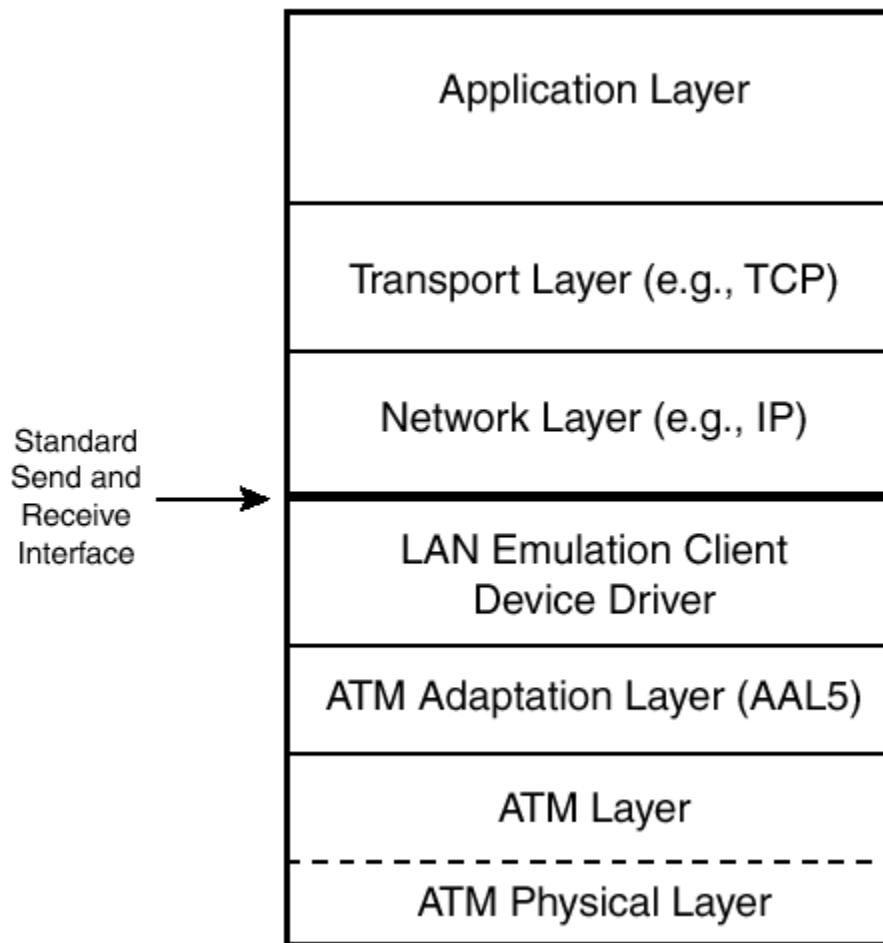 Application Layer
Transport Layer (e.g., TCP)
Network Layer (e.g., IP)
Standard
Send and
Receive
Interface
LAN Emulation Client
Device Driver
ATM Adaptation Layer (AAL5)
ATM Layer
ATM Physical Layer